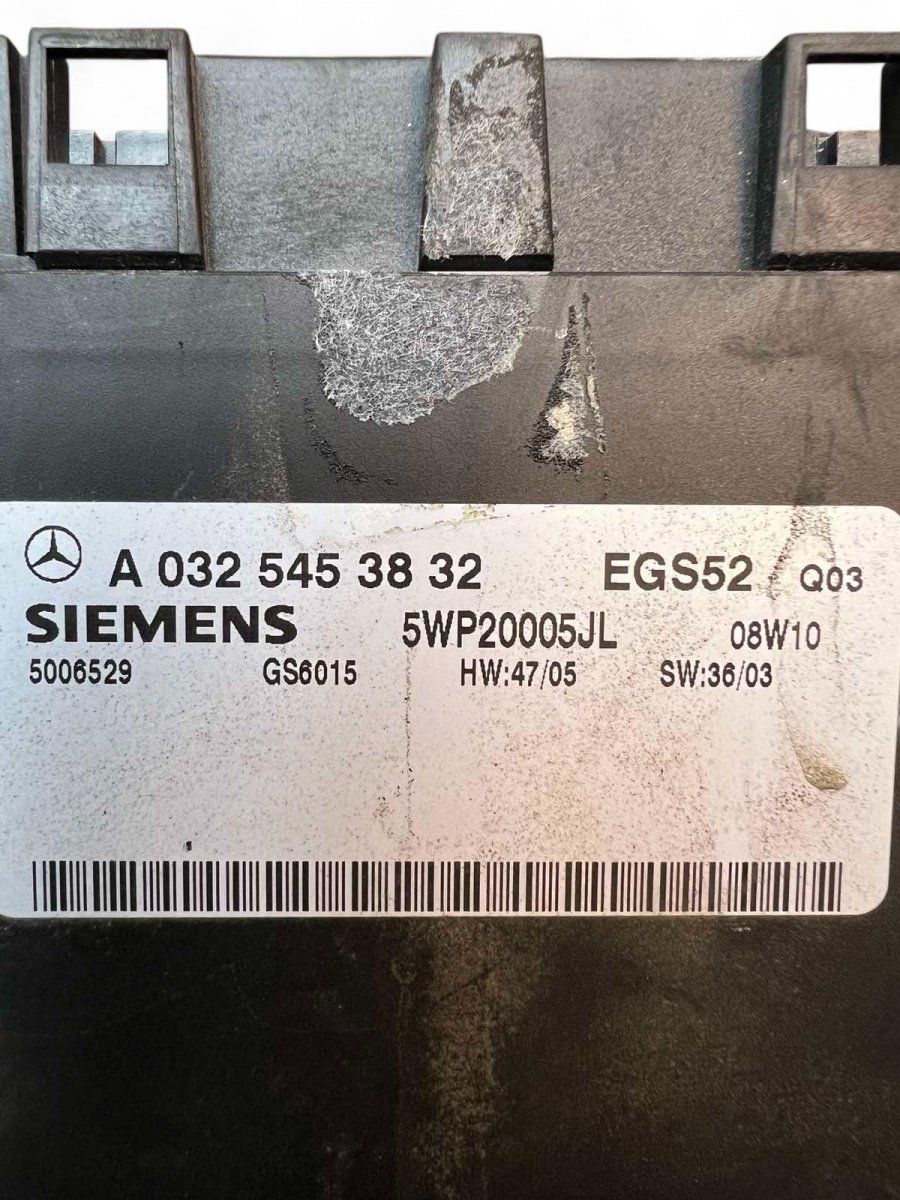 A 032 545 38 32 EGS52 Q03
SIEMENS 5WP20005JL 08W10
5006529 GS6015 HW:47/05 SW:36/03